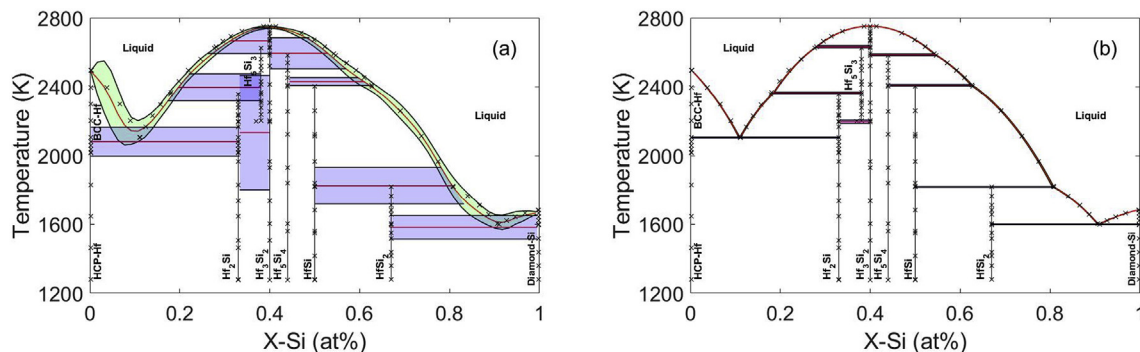 2800
2400
2000
1600
1200
Temperature (K)
0
0.2
0.4
0.6
0.8
1
X-Si (at%)
(a)
Liquid
Liquid
BCC-Hf
HCP-Hf
Hf2Si
Hf3Si2
Hf5Si3
Hf5Si4
HfSi
HfSi2
Diamond-Si
2800
2400
2000
1600
1200
Temperature (K)
0
0.2
0.4
0.6
0.8
1
X-Si (at%)
(b)
Liquid
Liquid
BCC-Hf
HCP-Hf
Hf2Si
Hf3Si2
Hf5Si3
Hf5Si4
HfSi
HfSi2
Diamond-Si